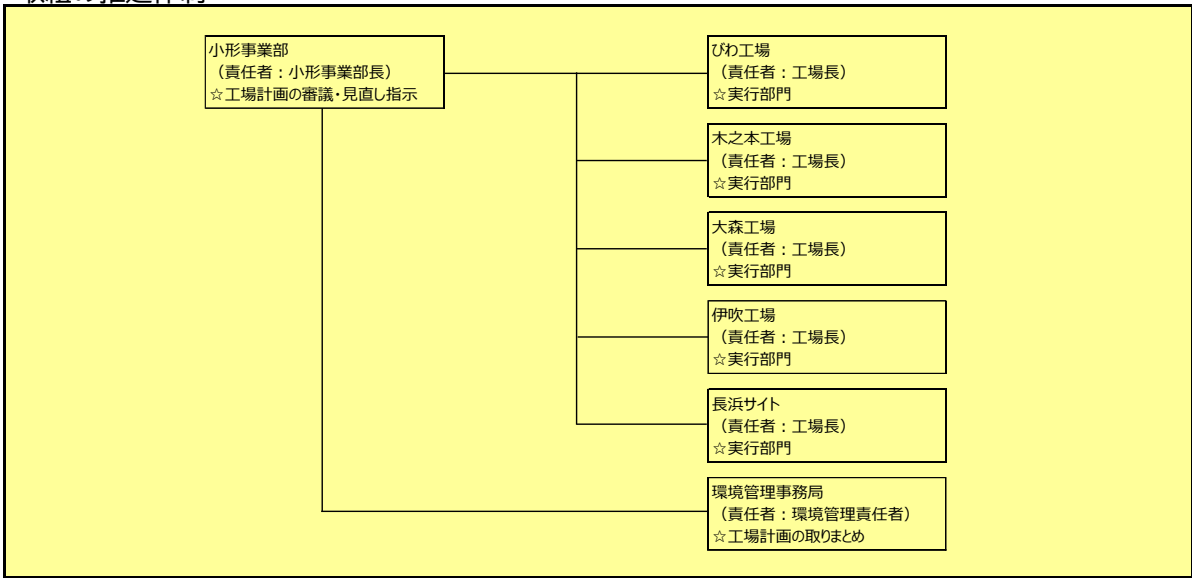 小形事業部
（責任者：小形事業部長）
☆工場計画の審議・見直し指示
びわ工場
（責任者：工場長）
☆実行部門
木之本工場
（責任者：工場長）
☆実行部門
大森工場
（責任者：工場長）
☆実行部門
伊吹工場
（責任者：工場長）
☆実行部門
長浜サイト
（責任者：工場長）
☆実行部門
環境管理事務局
（責任者：環境管理責任者）
☆工場計画の取りまとめ